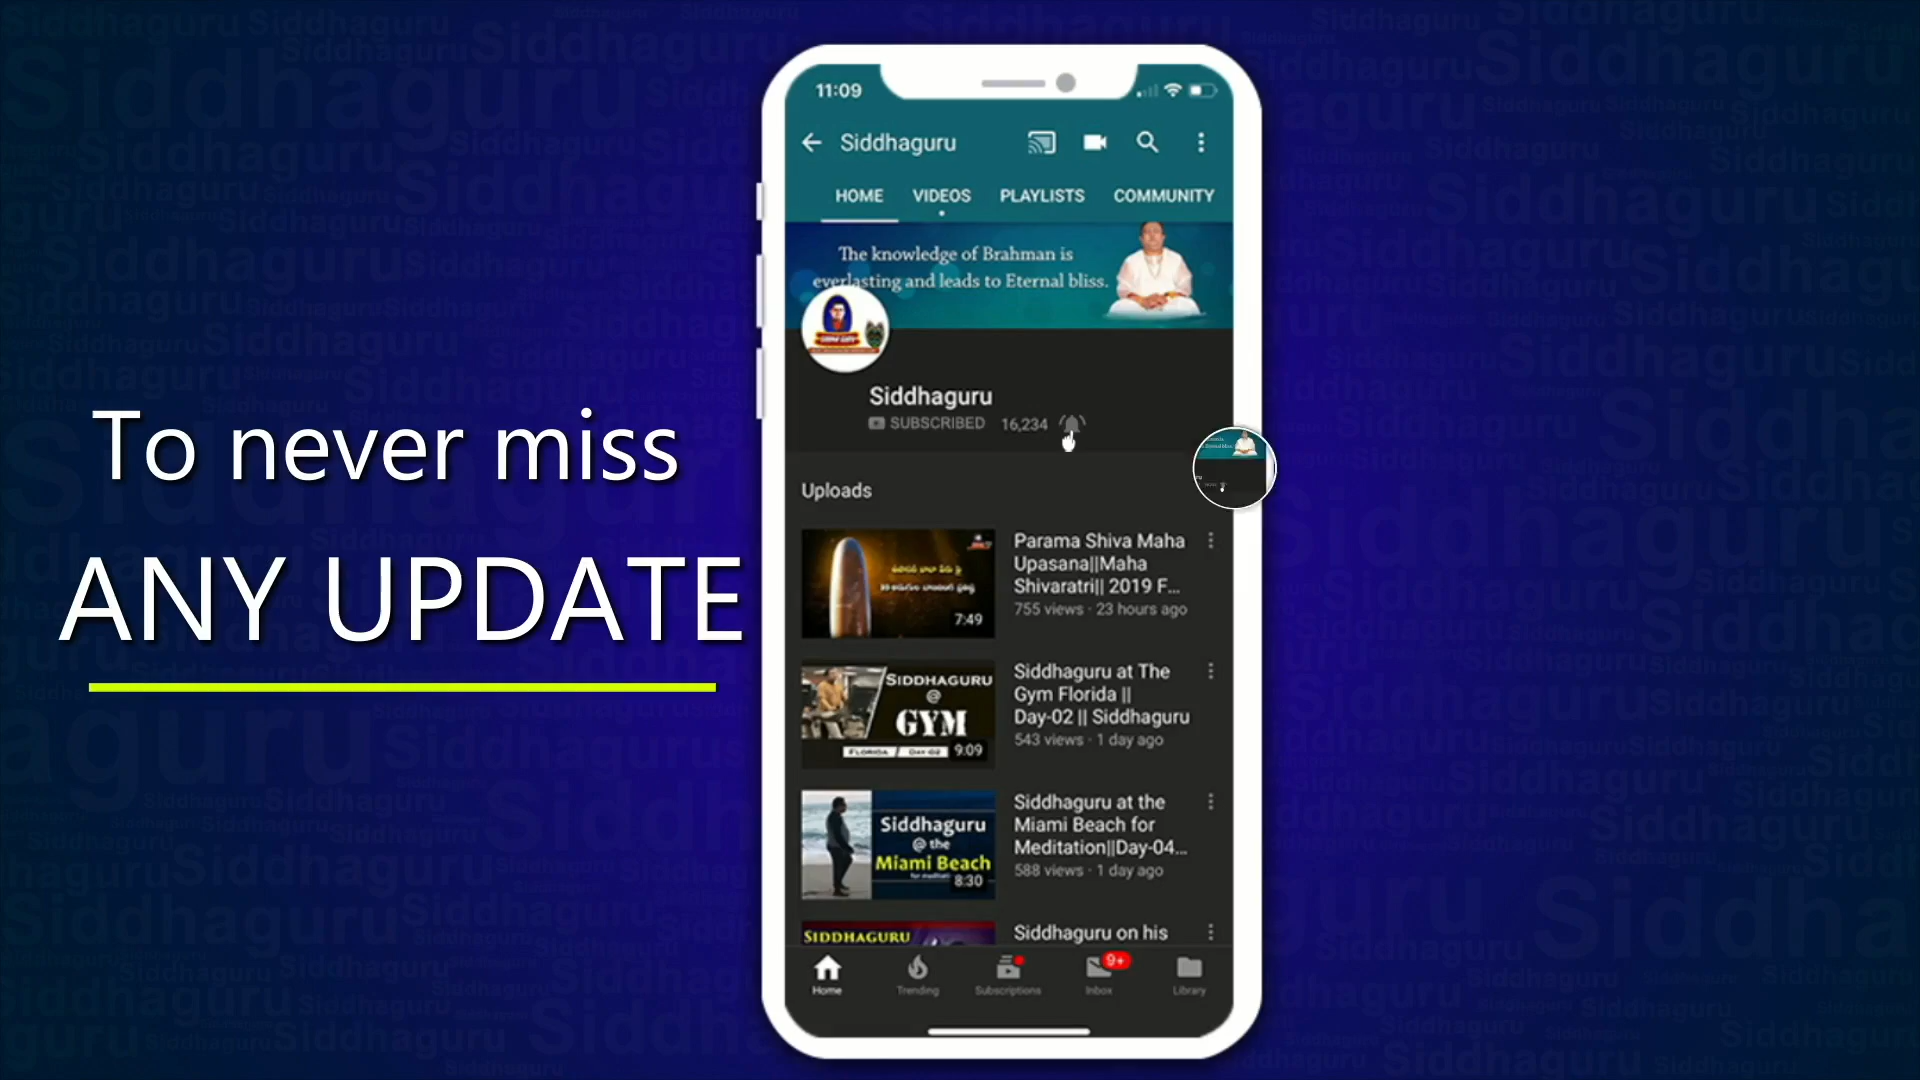 To never miss
ANY UPDATE
11:09
Siddhaguru
HOME VIDEOS PLAYLISTS COMMUNITY
The knowledge of Brahman is
everlasting and leads to Eternal bliss.
Siddhaguru
SUBSCRIBED 16,234
Uploads
7:49
Parama Shiva Maha
Upasana||Maha
Shivaratri|| 2019 F...
755 views · 23 hours ago
SIDDHAGURU
@
GYM
FLORIDA / DAY-02
9:09
Siddhaguru at The
Gym Florida ||
Day-02 || Siddhaguru
543 views · 1 day ago
Siddhaguru
@ the
Miami Beach
8:30
Siddhaguru at the
Miami Beach for
Meditation||Day-04...
588 views · 1 day ago
SIDDHAGURU
Siddhaguru on his
9+
Home Trending Subscriptions Inbox Library